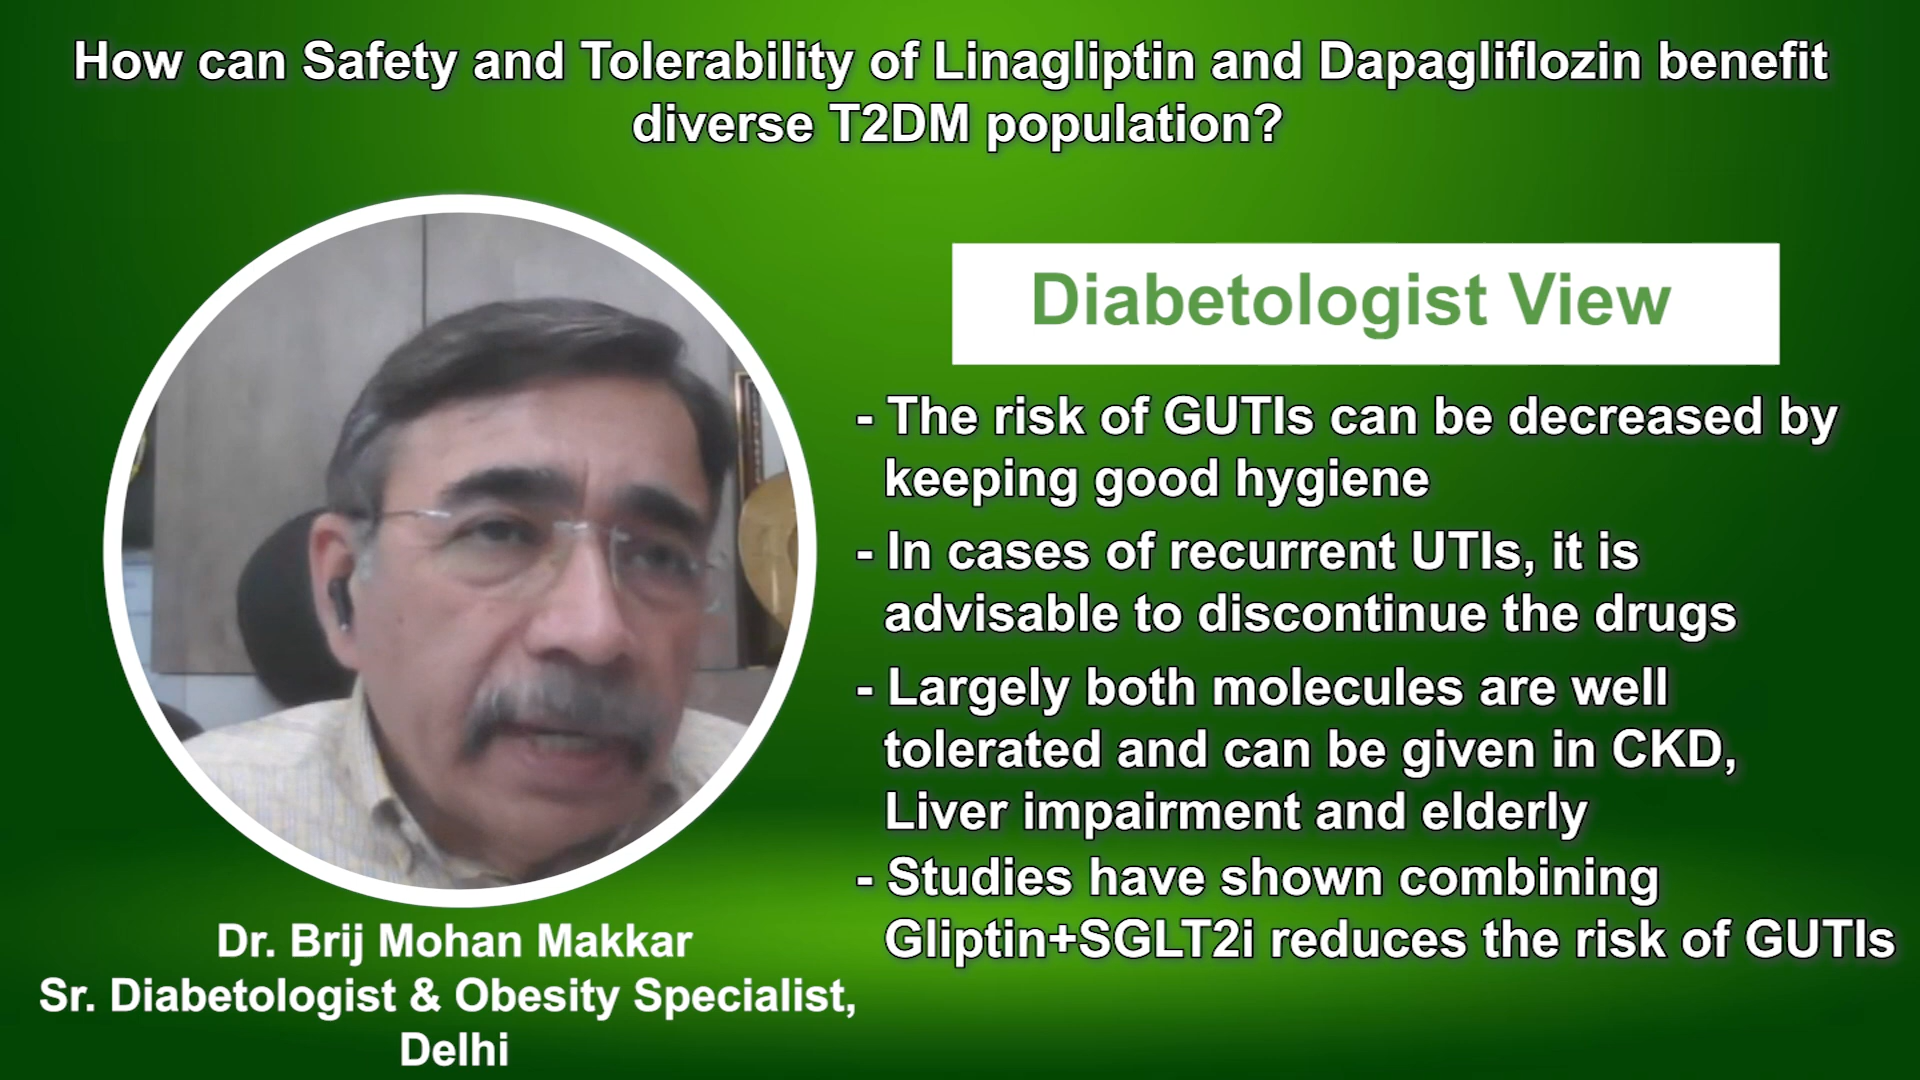 How can Safety and Tolerability of Linagliptin and Dapagliflozin benefit
diverse T2DM population?
Diabetologist View
- The risk of GUTIs can be decreased by
keeping good hygiene
- In cases of recurrent UTIs, it is
advisable to discontinue the drugs
- Largely both molecules are well
tolerated and can be given in CKD,
Liver impairment and elderly
- Studies have shown combining
Gliptin+SGLT2i reduces the risk of GUTIs
Dr. Brij Mohan Makkar
Sr. Diabetologist & Obesity Specialist,
Delhi